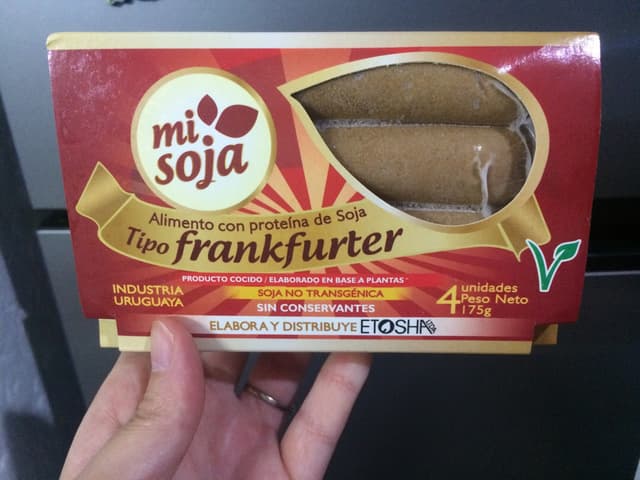 mi
soja
Alimento con proteína de Soja
Tipo frankfurter
PRODUCTO COCIDO / ELABORADO EN BASE A PLANTAS
INDUSTRIA
URUGUAYA
SOJA NO TRANSGÉNICA
SIN CONSERVANTES
4 unidades
Peso Neto
175g
ELABORA Y DISTRIBUYE ETOSHA